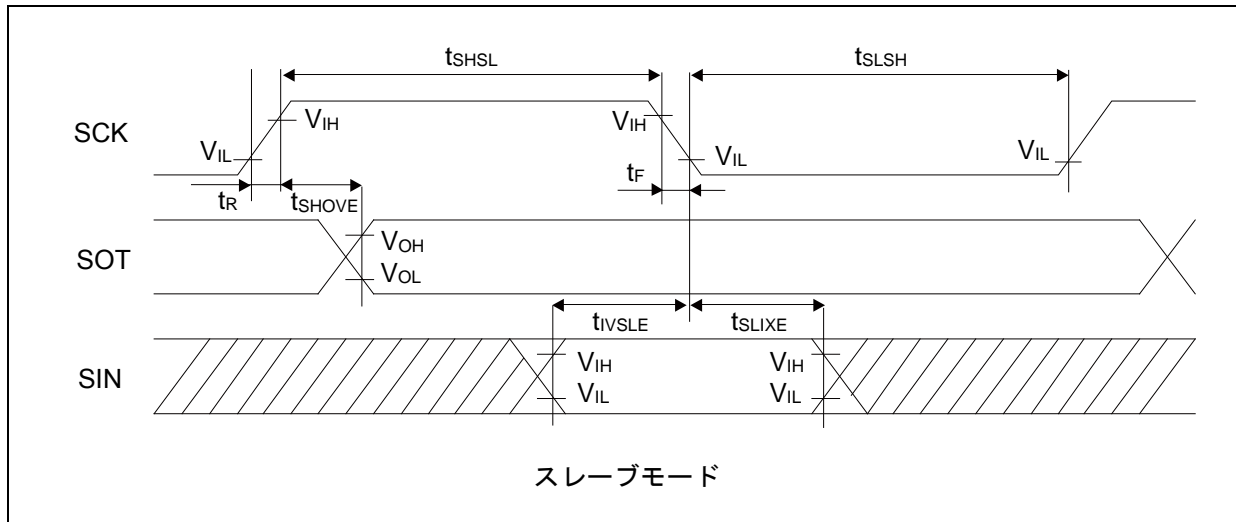 tSHSL
tSLSH
SCK
VIH
VIH
VIL
VIL
VIL
tR
tSHOVE
tF
SOT
VOH
VOL
tIVSLE
tSLIXE
SIN
VIH
VIH
VIL
VIL
スレーブモード